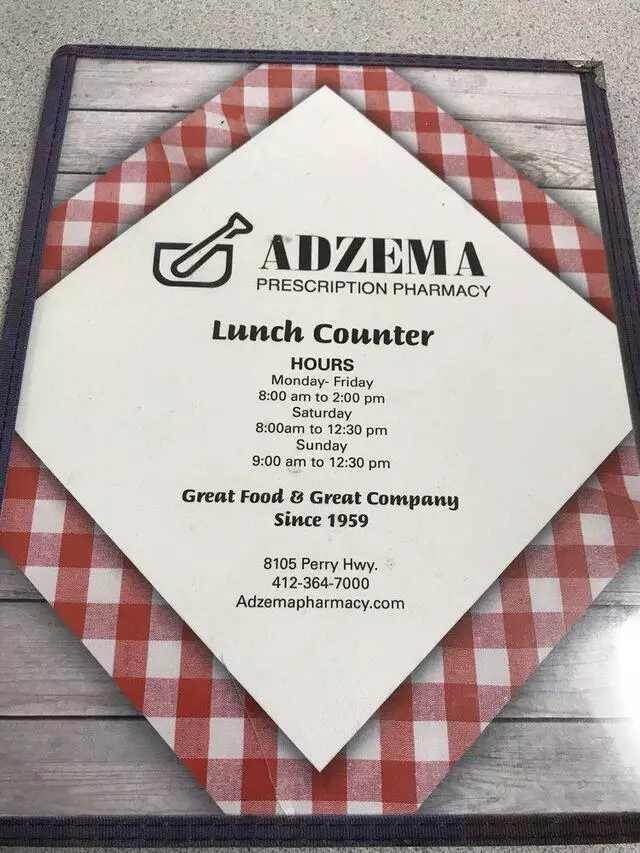 ADZEMA
PRESCRIPTION PHARMACY
Lunch Counter
HOURS
Monday- Friday
8:00 am to 2:00 pm
Saturday
8:00am to 12:30 pm
Sunday
9:00 am to 12:30 pm
Great Food & Great Company
Since 1959
8105 Perry Hwy.
412-364-7000
Adzemapharmacy.com